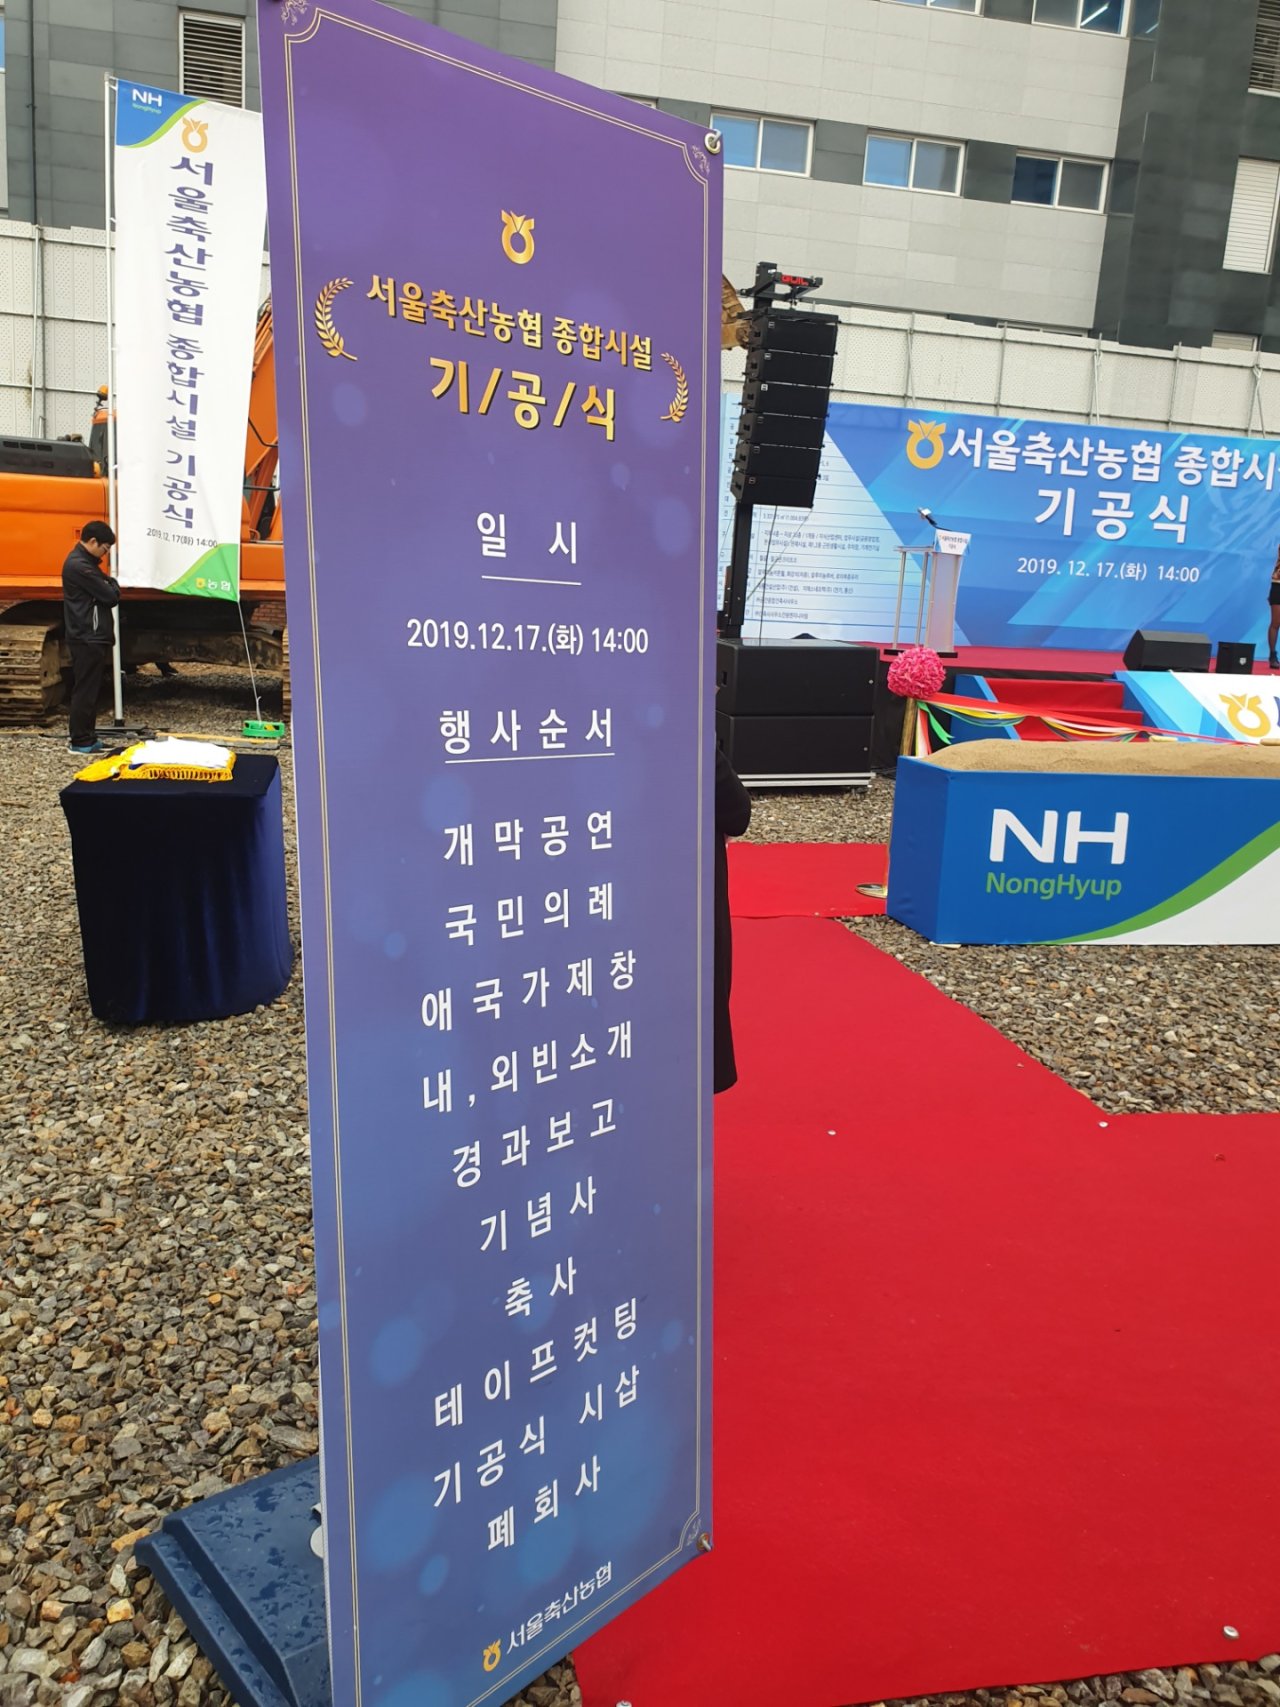 NH
NongHyup
서울축산농협 종합시설 기공식
2019.12.17(화) 14:00
농협
서울축산농협 종합시설
기/공/식
일 시
2019.12.17.(화) 14:00
행사순서
개막공연
국민의례
애국가제창
내,외빈소개
경과보고
기념사
축사
테이프컷팅
기공식 시삽
폐회사
서울축산농협
서울축산농협 종합시
기공식
2019. 12. 17.(화) 14:00
NH
NongHyup